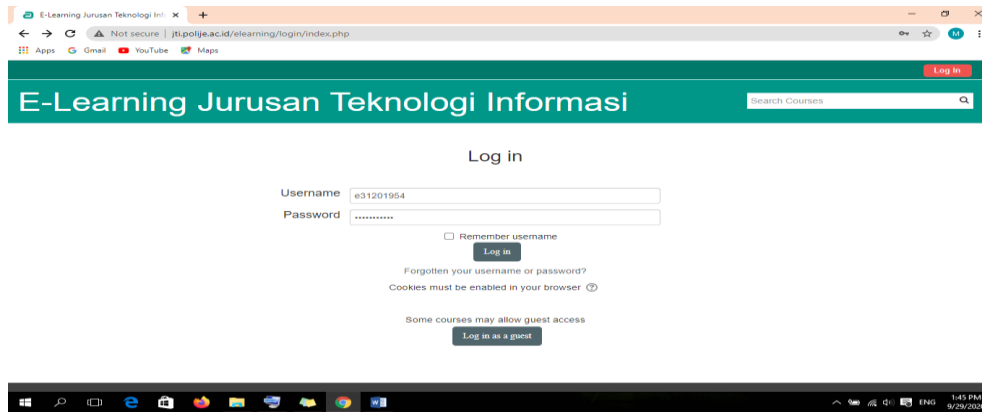 E-Learning Jurusan Teknologi Inf
Not secure | jti.polije.ac.id/elearning/login/index.php
M
Apps Gmail YouTube Maps
Log In
E-Learning Jurusan Teknologi Informasi
Search Courses
Log in
Username e31201954
Password ...........
Remember username
Log in
Forgotten your username or password?
Cookies must be enabled in your browser
Some courses may allow guest access
Log in as a guest
ENG
1:45 PM